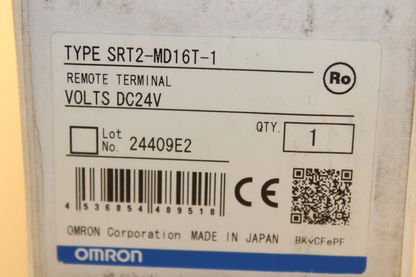 TYPE SRT2-MD16T-1
Ro
REMOTE TERMINAL
VOLTS DC24V
Lot No. 24409E2
QTY. 1
CE
4 536854 489518
OMRON Corporation MADE IN JAPAN
BKvCFePF
OMRON